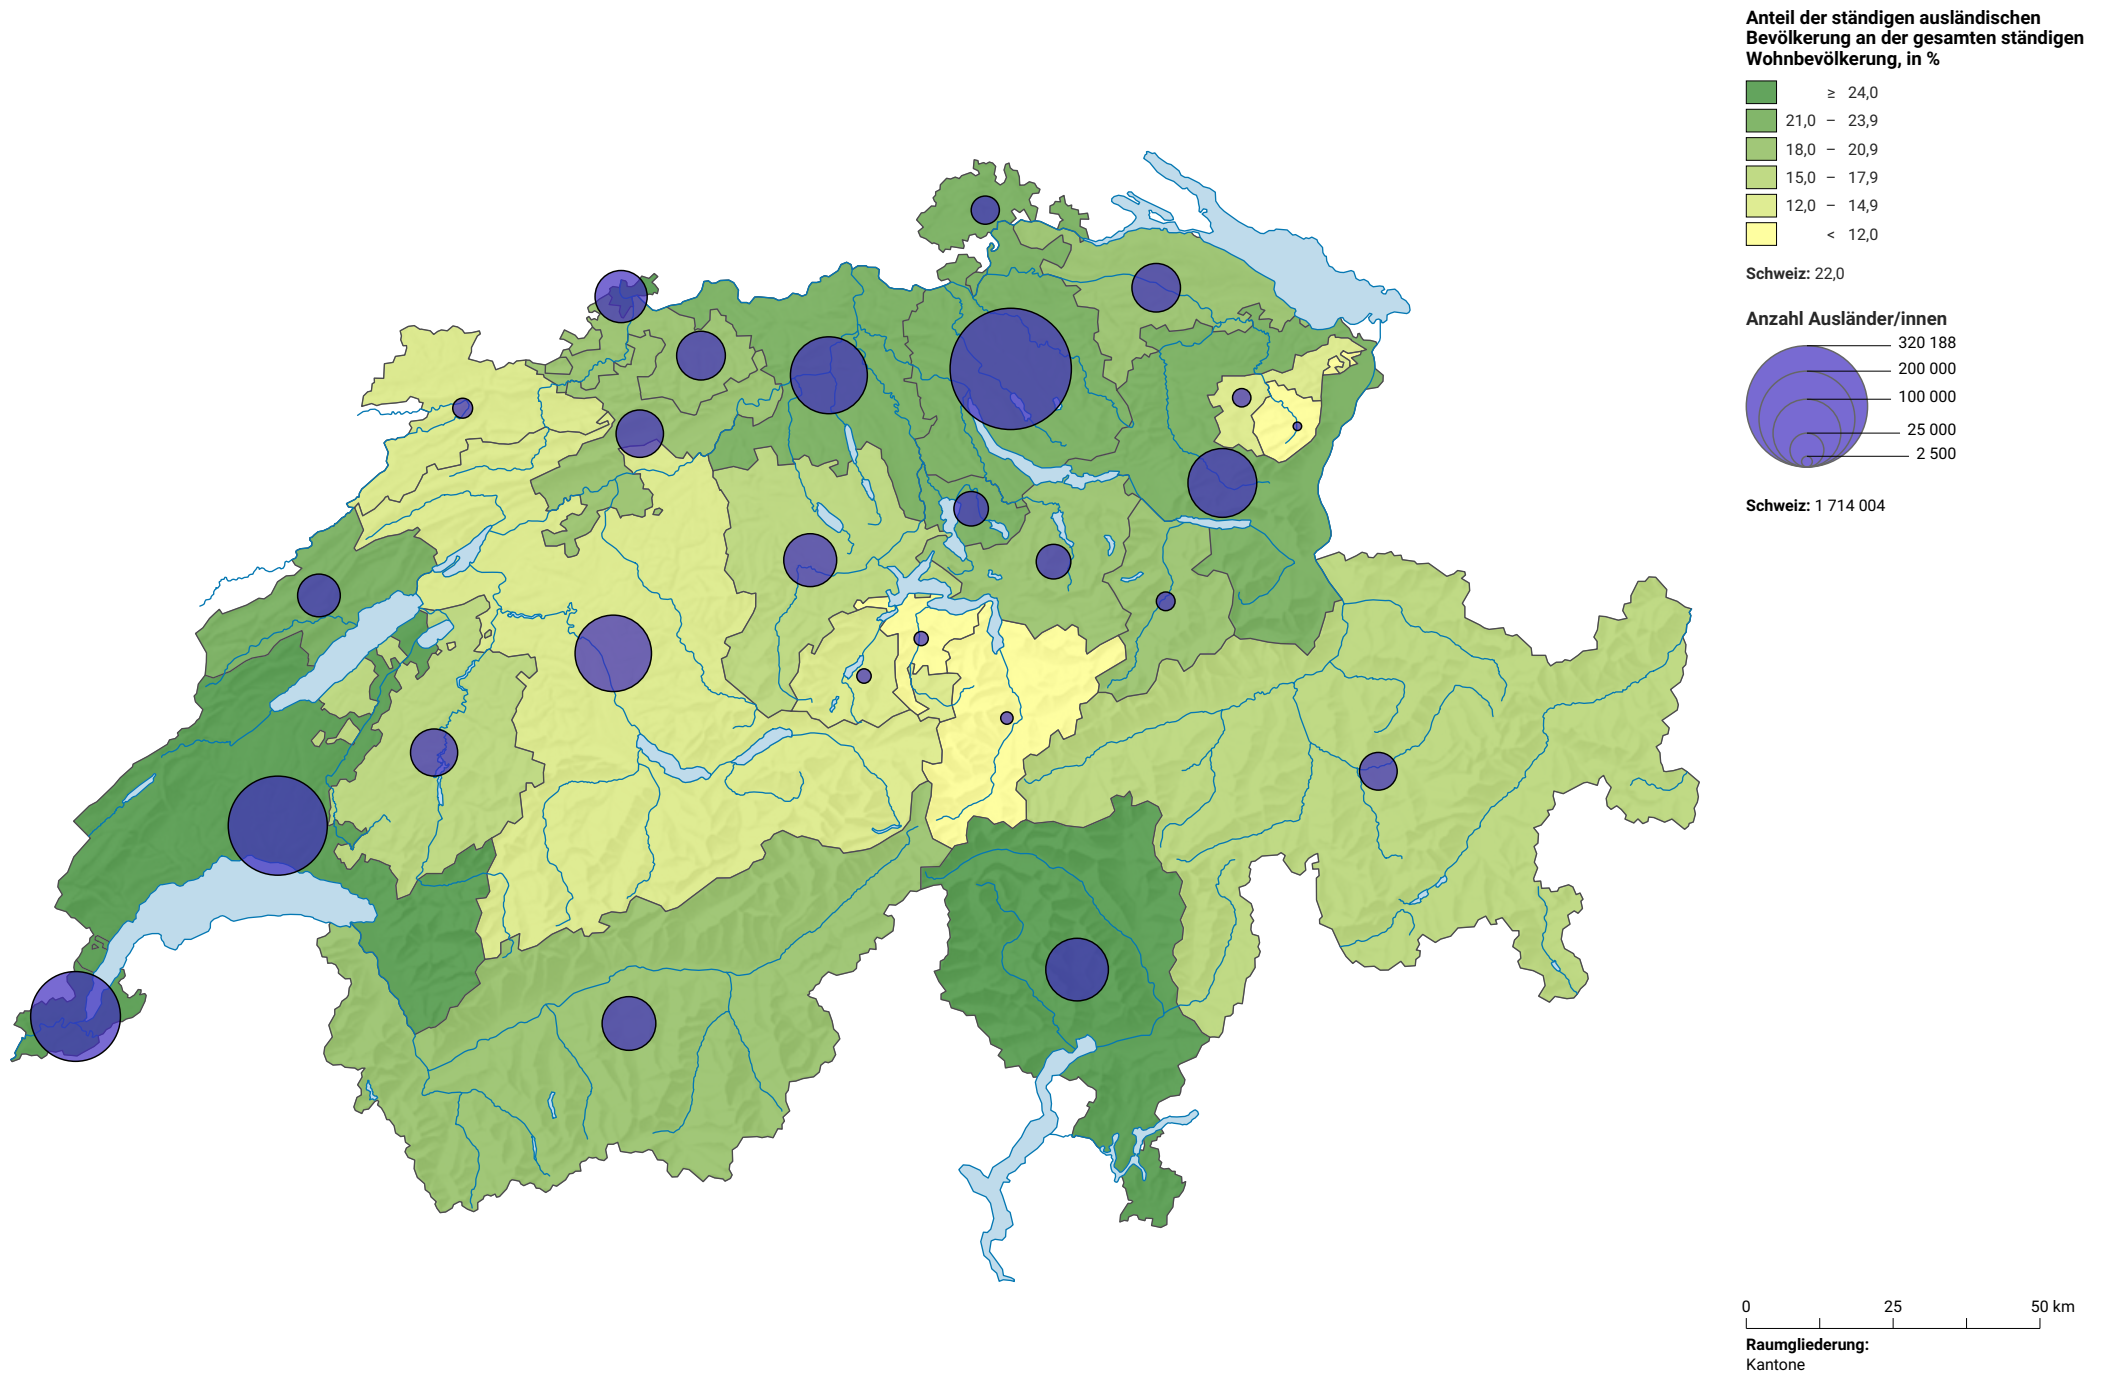 Anteil der ständigen ausländischen
Bevölkerung an der gesamten ständigen
Wohnbevölkerung, in %
≥ 24,0
21,0 – 23,9
18,0 – 20,9
15,0 – 17,9
12,0 – 14,9
< 12,0
Schweiz: 22,0
Anzahl Ausländer/innen
320 188
200 000
100 000
25 000
2 500
Schweiz: 1 714 004
0 25 50 km
Raumgliederung:
Kantone